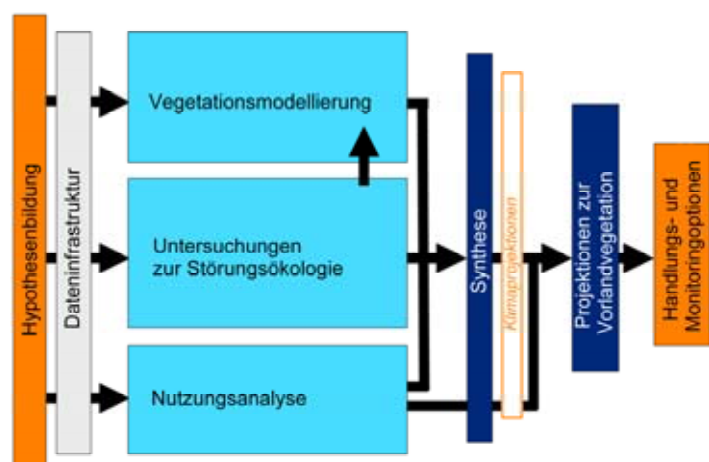 Hypothesenbildung
Dateninfrastruktur
Vegetationsmodellierung
Untersuchungen
zur Störungsökologie
Nutzungsanalyse
Synthese
Klimaprojektionen
Projektionen zur
Vorlandvegetation
Handlungs- und
Monitoringoptionen